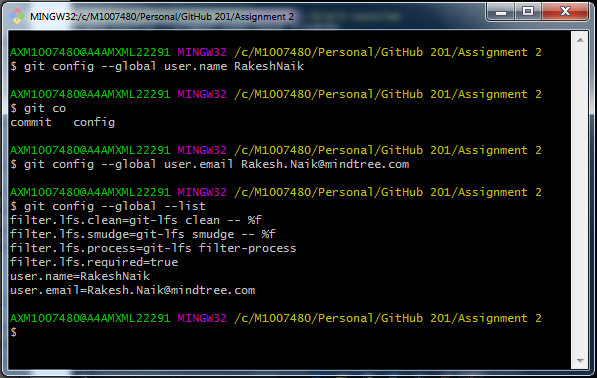 MINGW32:/c/M1007480/Personal/GitHub 201/Assignment 2
AXM1007480@A4AMXML22291 MINGW32 /c/M1007480/Personal/GitHub 201/Assignment 2
$ git config --global user.name RakeshNaik
AXM1007480@A4AMXML22291 MINGW32 /c/M1007480/Personal/GitHub 201/Assignment 2
$ git co
commit config
AXM1007480@A4AMXML22291 MINGW32 /c/M1007480/Personal/GitHub 201/Assignment 2
$ git config --global user.email Rakesh.Naik@mindtree.com
AXM1007480@A4AMXML22291 MINGW32 /c/M1007480/Personal/GitHub 201/Assignment 2
$ git config --global --list
filter.lfs.clean=git-lfs clean -- %f
filter.lfs.smudge=git-lfs smudge -- %f
filter.lfs.process=git-lfs filter-process
filter.lfs.required=true
user.name=RakeshNaik
user.email=Rakesh.Naik@mindtree.com
AXM1007480@A4AMXML22291 MINGW32 /c/M1007480/Personal/GitHub 201/Assignment 2
$